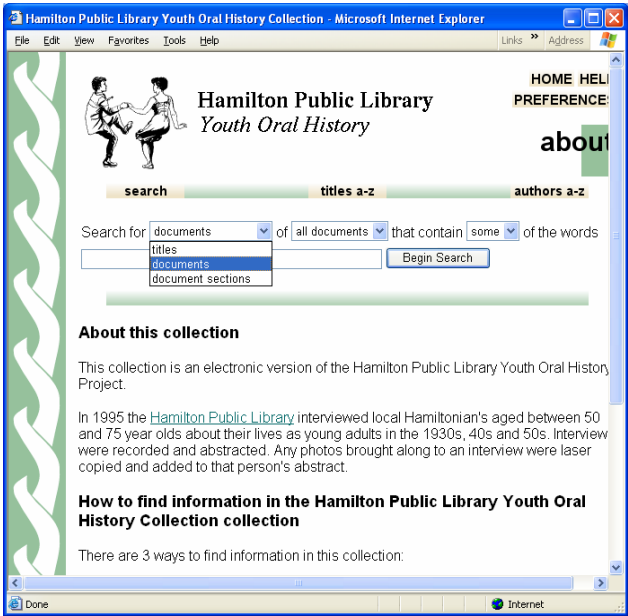 Hamilton Public Library Youth Oral History Collection - Microsoft Internet Explorer
File Edit View Favorites Tools Help Links » Address
HOME HELP
PREFERENCES
Hamilton Public Library
Youth Oral History
about
search titles a-z authors a-z
Search for documents of all documents that contain some of the words
titles
documents
document sections
Begin Search
About this collection
This collection is an electronic version of the Hamilton Public Library Youth Oral History
Project.
In 1995 the Hamilton Public Library interviewed local Hamiltonian's aged between 50
and 75 year olds about their lives as young adults in the 1930s, 40s and 50s. Interview
were recorded and abstracted. Any photos brought along to an interview were laser
copied and added to that person's abstract.
How to find information in the Hamilton Public Library Youth Oral
History Collection collection
There are 3 ways to find information in this collection:
Done Internet